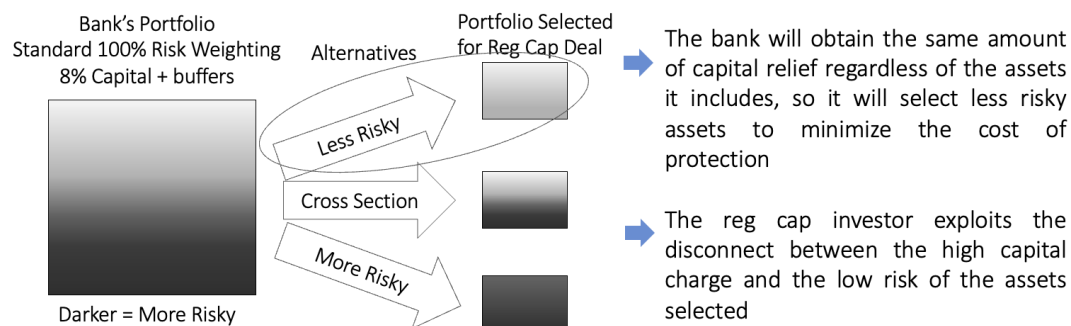 Bank's Portfolio
Standard 100% Risk Weighting
8% Capital + buffers
Darker = More Risky
Alternatives
Less Risky
Cross Section
More Risky
Portfolio Selected
for Reg Cap Deal
The bank will obtain the same amount
of capital relief regardless of the assets
it includes, so it will select less risky
assets to minimize the cost of
protection
The reg cap investor exploits the
disconnect between the high capital
charge and the low risk of the assets
selected